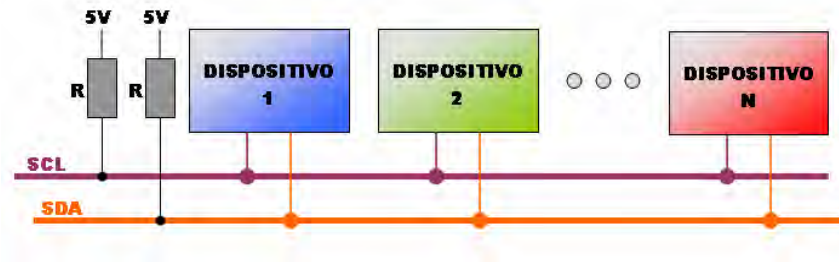 5V 5V
R R
DISPOSITIVO
1
DISPOSITIVO
2
DISPOSITIVO
N
SCL
SDA